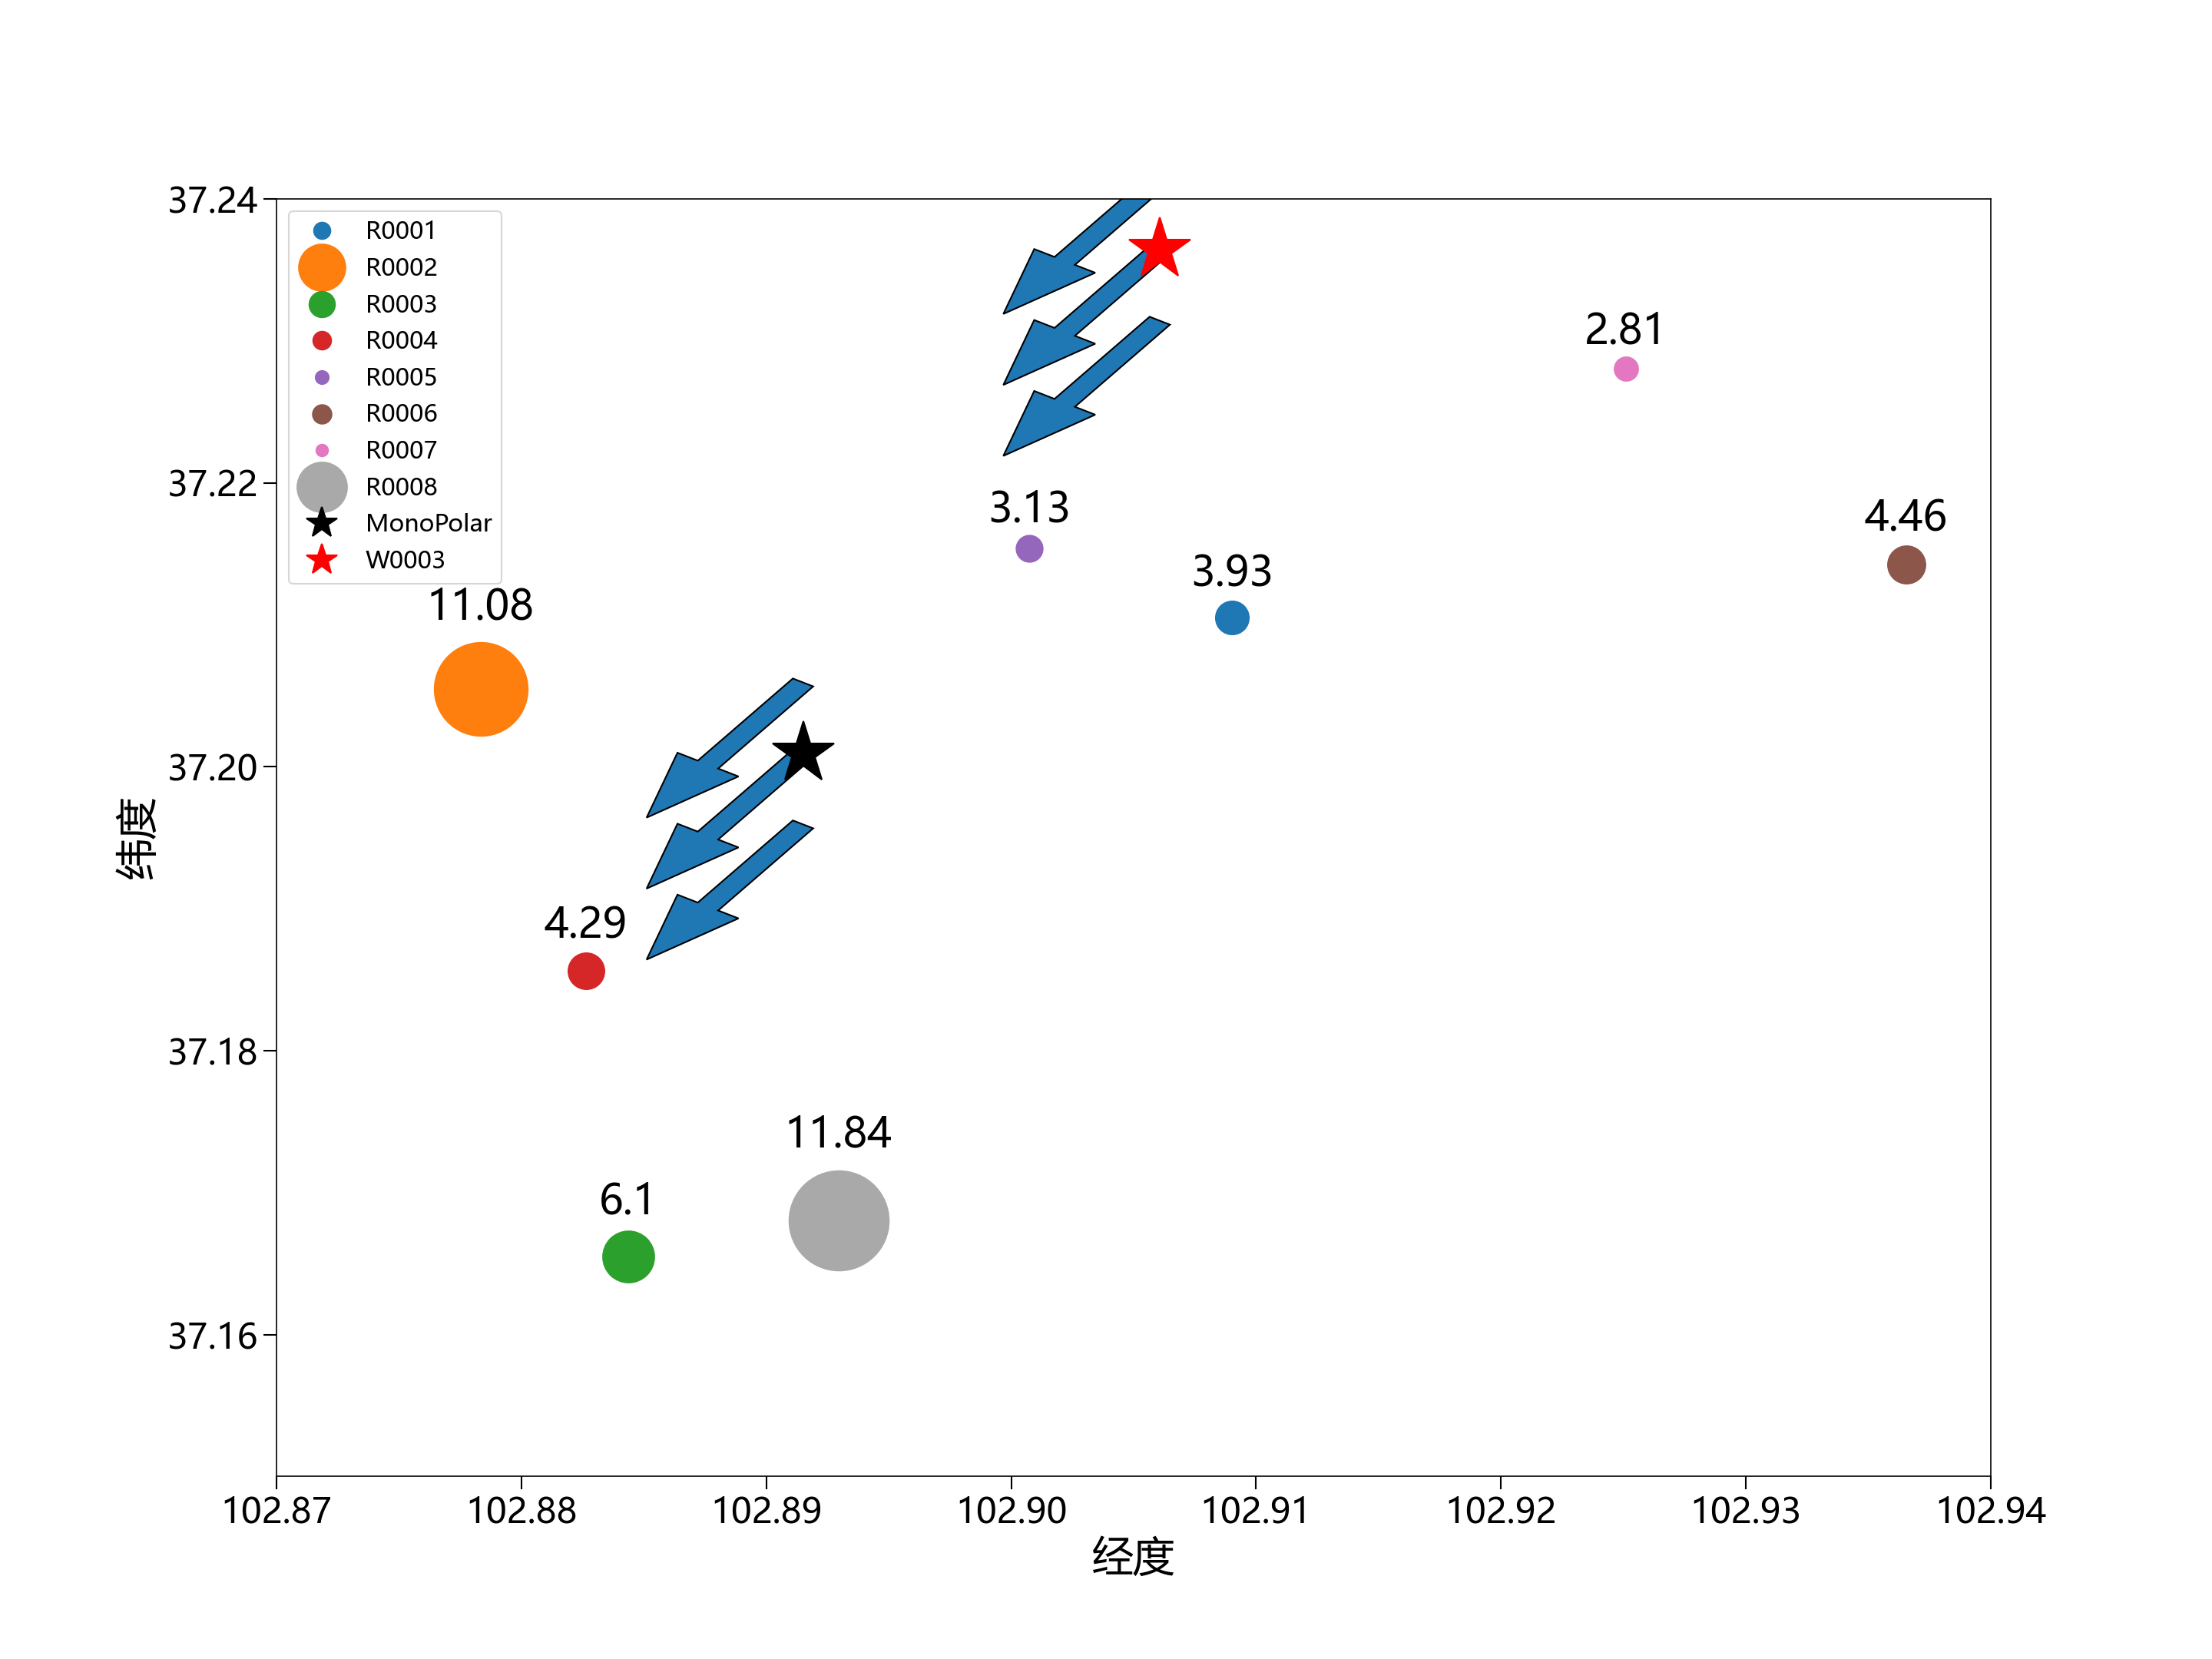 37.24
37.22
37.20
37.18
37.16
纬度
R0001
R0002
R0003
R0004
R0005
R0006
R0007
R0008
MonoPolar
W0003
2.81
3.13
4.46
3.93
11.08
4.29
11.84
6.1
102.87 102.88 102.89 102.90 102.91 102.92 102.93 102.94
经度